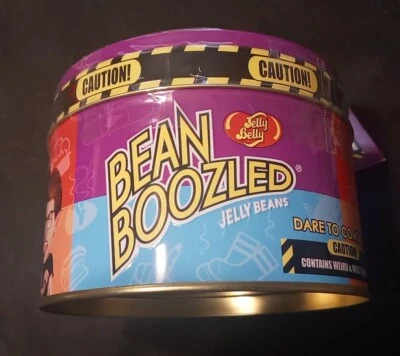 CAUTION!
CAUTION!
Jelly
Belly
BEAN
BOOZLED®
JELLY BEANS
DARE TO
CAUTION
CONTAINS WEIRD &